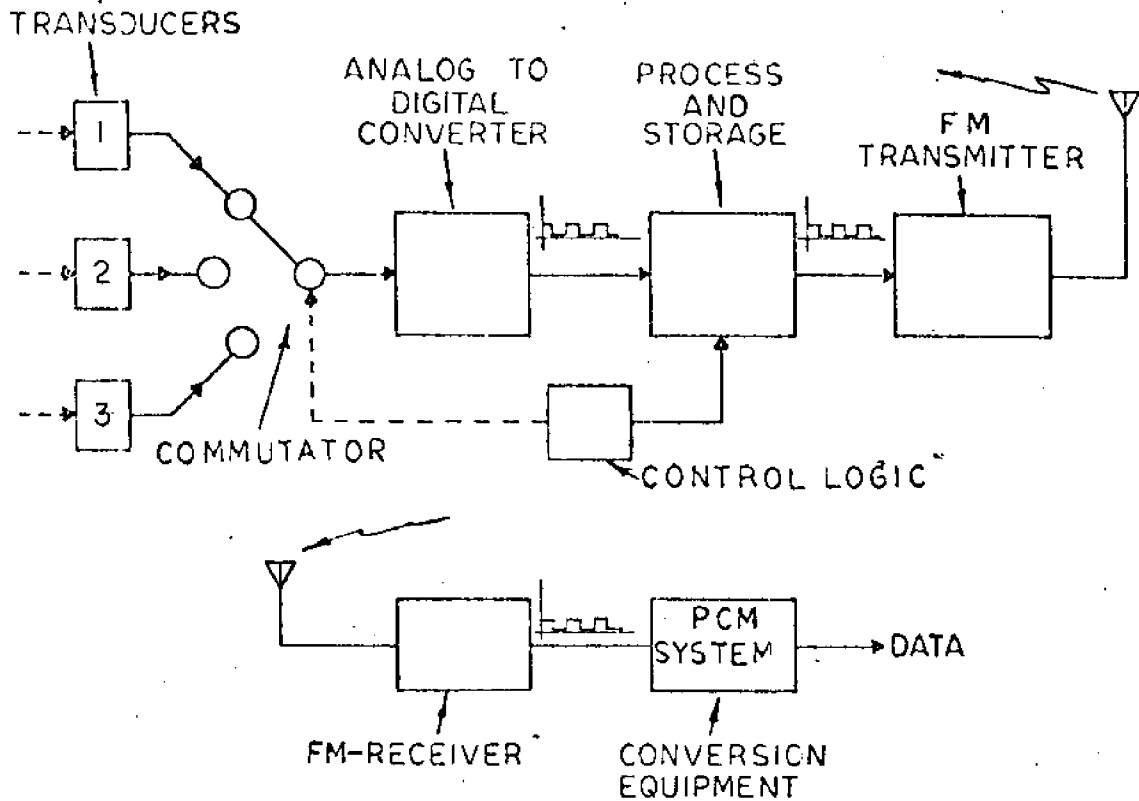 TRANSDUCERS
ANALOG TO
DIGITAL
CONVERTER
PROCESS
AND
STORAGE
FM
TRANSMITTER
1
2
3
COMMUTATOR
CONTROL LOGIC
PCM
SYSTEM
DATA
FM-RECEIVER
CONVERSION
EQUIPMENT